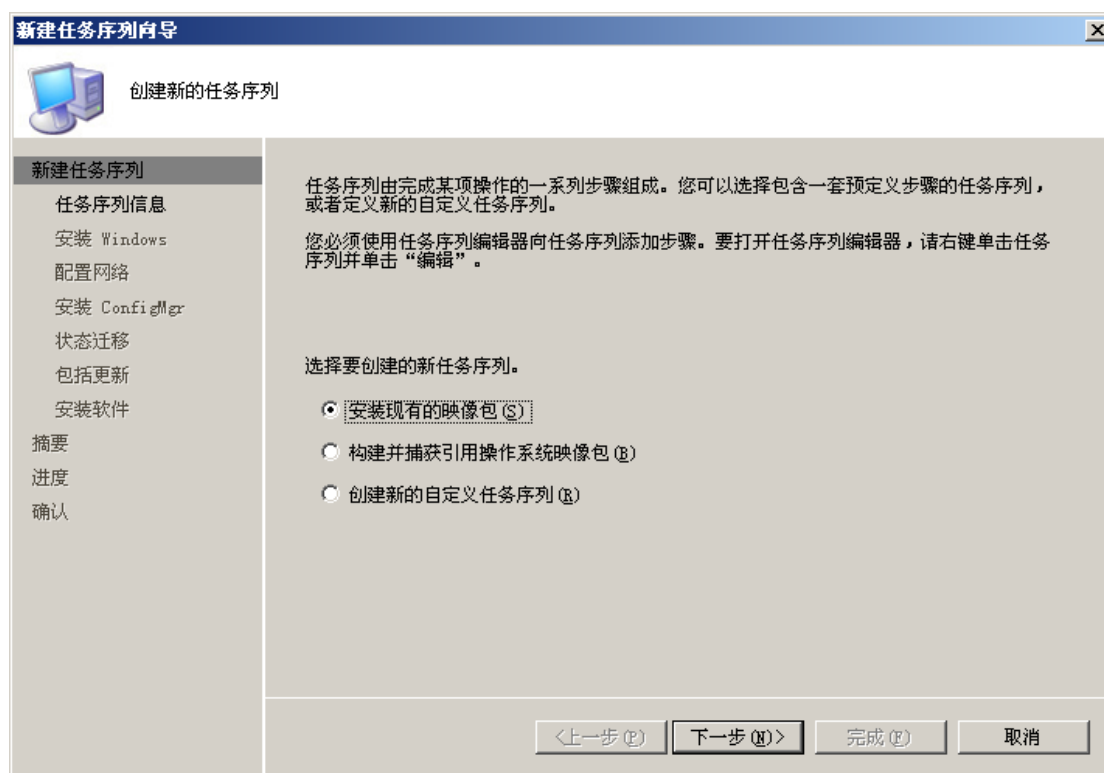 新建任务序列向导
创建新的任务序列
新建任务序列
任务序列信息
安装 Windows
配置网络
安装 ConfigMgr
状态迁移
包括更新
安装软件
摘要
进度
确认
任务序列由完成某项操作的一系列步骤组成。您可以选择包含一套预定义步骤的任务序列，
或者定义新的自定义任务序列。
您必须使用任务序列编辑器向任务序列添加步骤。要打开任务序列编辑器，请右键单击任务
序列并单击“编辑”。
选择要创建的新任务序列。
安装现有的映像包(S)
构建并捕获引用操作系统映像包(B)
创建新的自定义任务序列(R)
<上一步(P) 下一步(N)> 完成(F) 取消